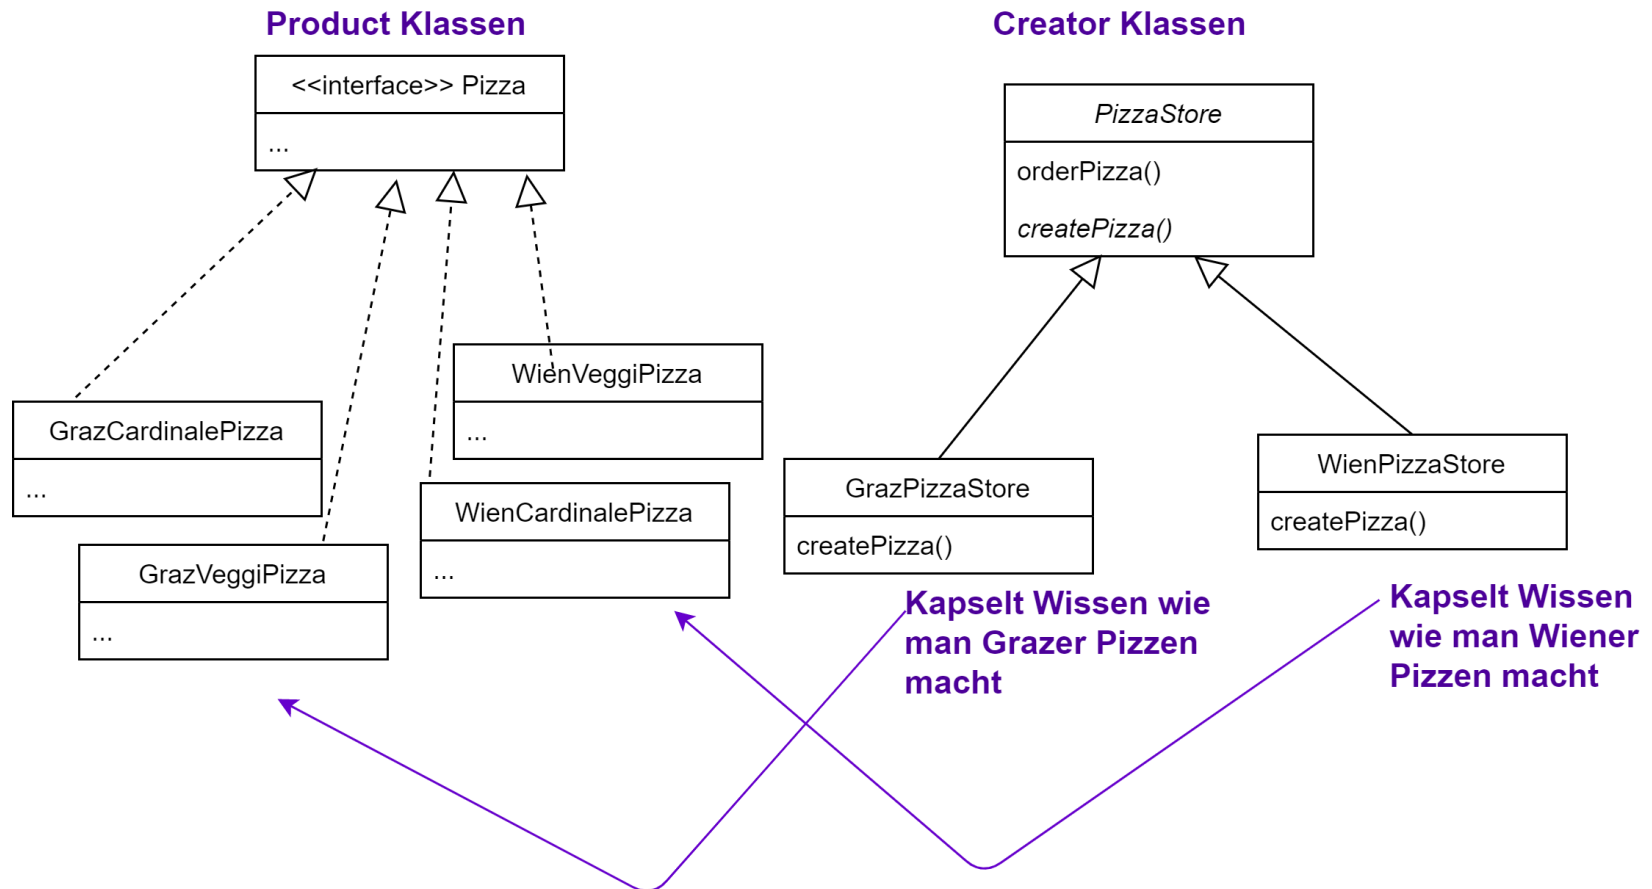 Product Klassen
<<interface>> Pizza
...
GrazCardinalePizza
...
GrazVeggiPizza
...
WienVeggiPizza
...
WienCardinalePizza
...
Creator Klassen
PizzaStore
orderPizza()
createPizza()
GrazPizzaStore
createPizza()
WienPizzaStore
createPizza()
Kapselt Wissen wie
man Grazer Pizzen
macht
Kapselt Wissen
wie man Wiener
Pizzen macht